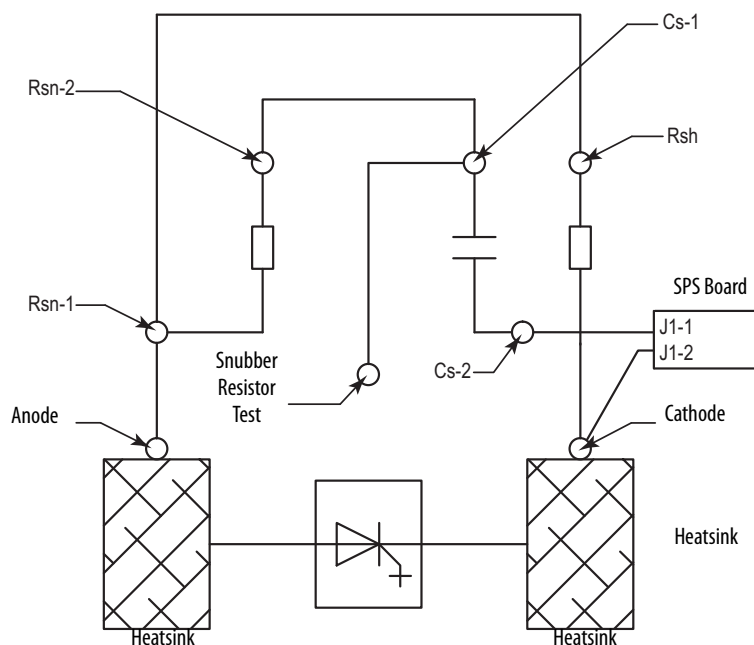 Cs-1
Rsn-2
Rsh
SPS Board
Rsn-1
J1-1
J1-2
Snubber
Resistor
Test
Cs-2
Anode
Cathode
Heatsink
Heatsink
Heatsink